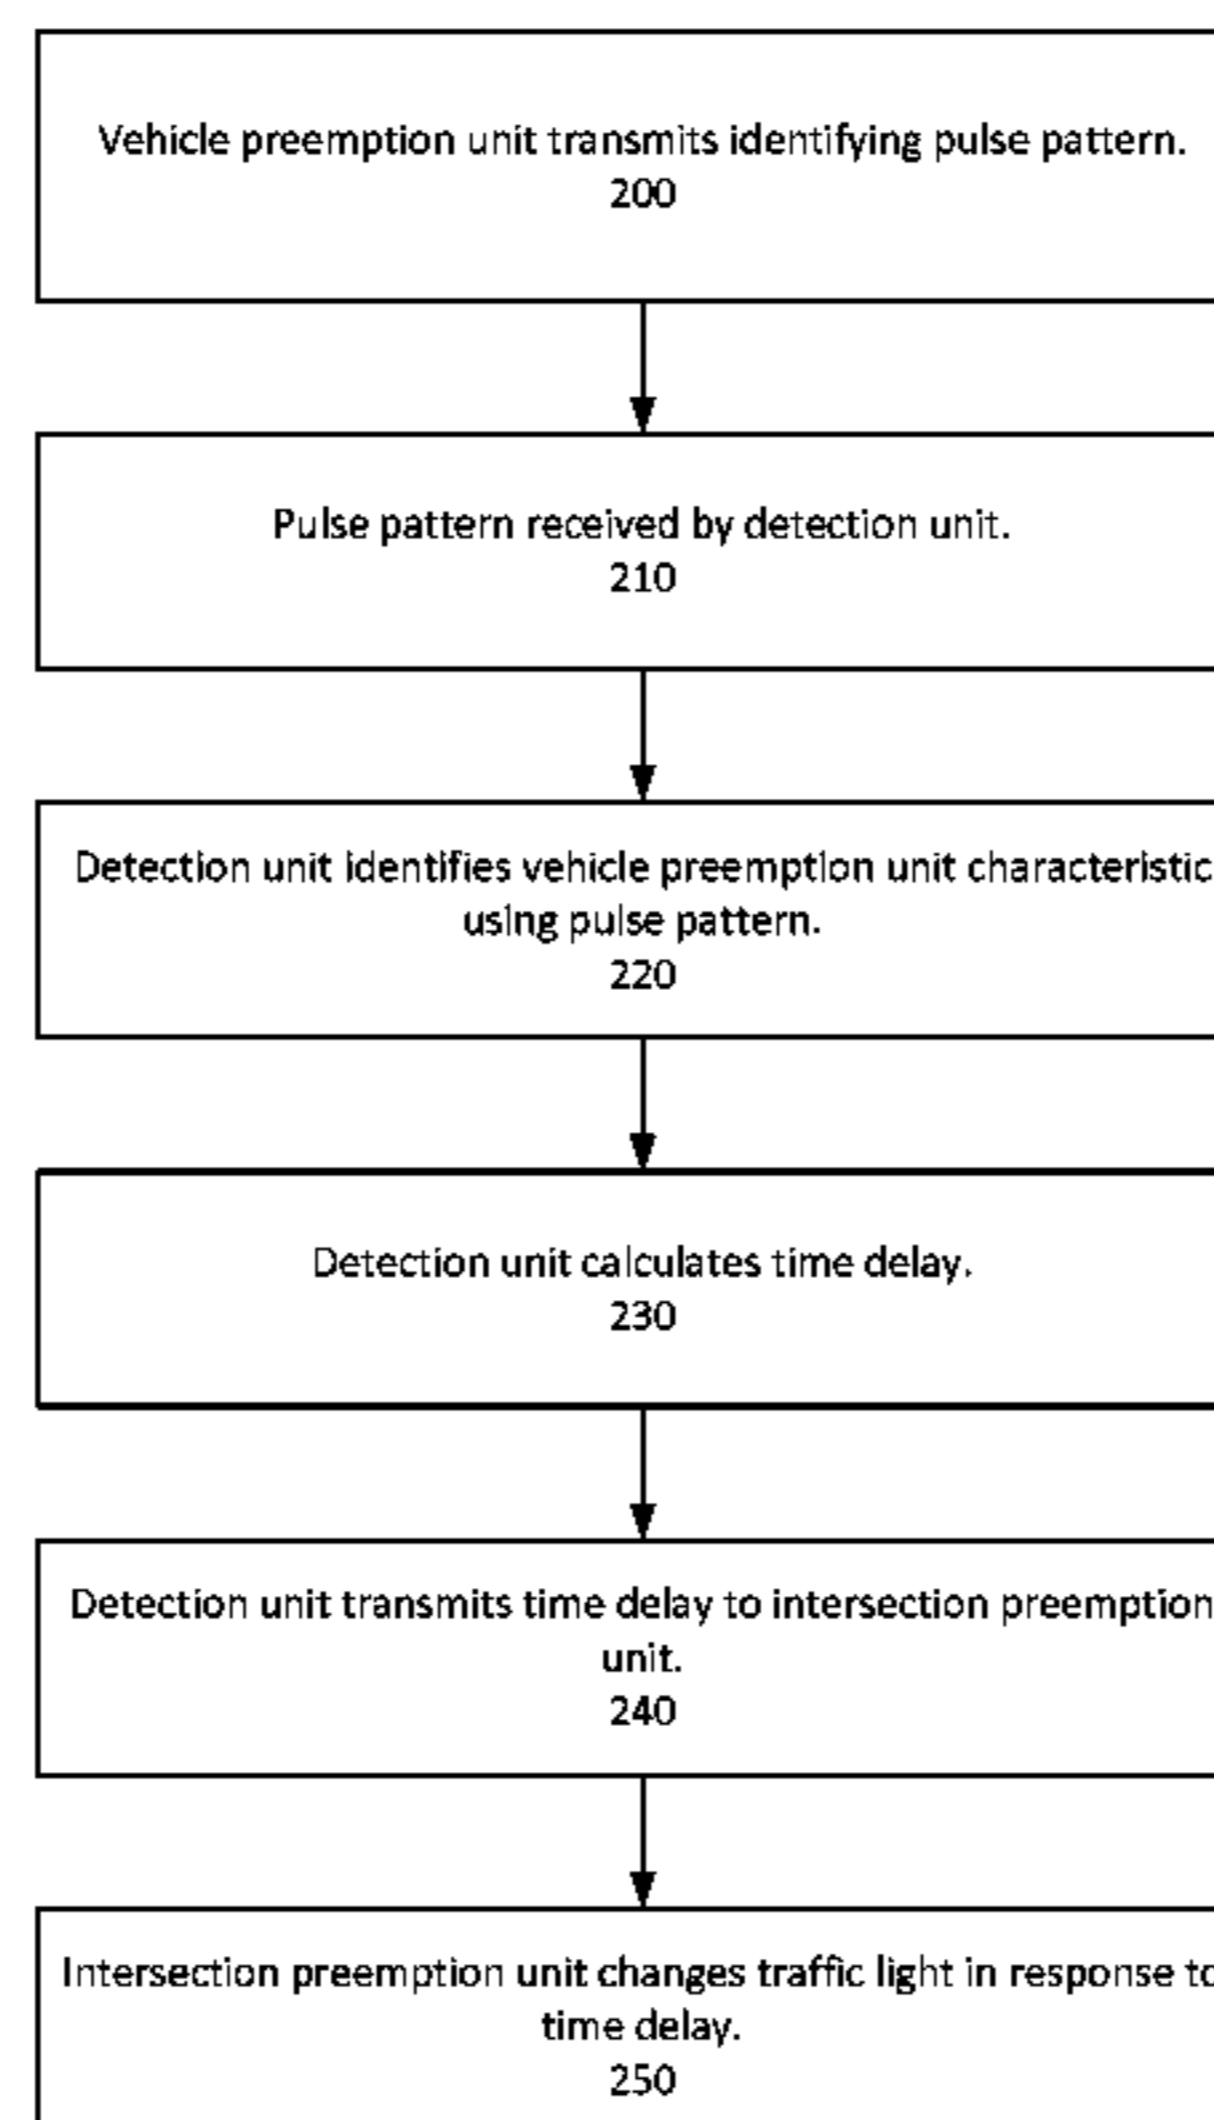 Vehicle preemption unit transmits identifying pulse pattern.
200
Pulse pattern received by detection unit.
210
Detection unit identifies vehicle preemption unit characteristic
using pulse pattern.
220
Detection unit calculates time delay.
230
Detection unit transmits time delay to intersection preemption
unit.
240
Intersection preemption unit changes traffic light in response to
time delay.
250